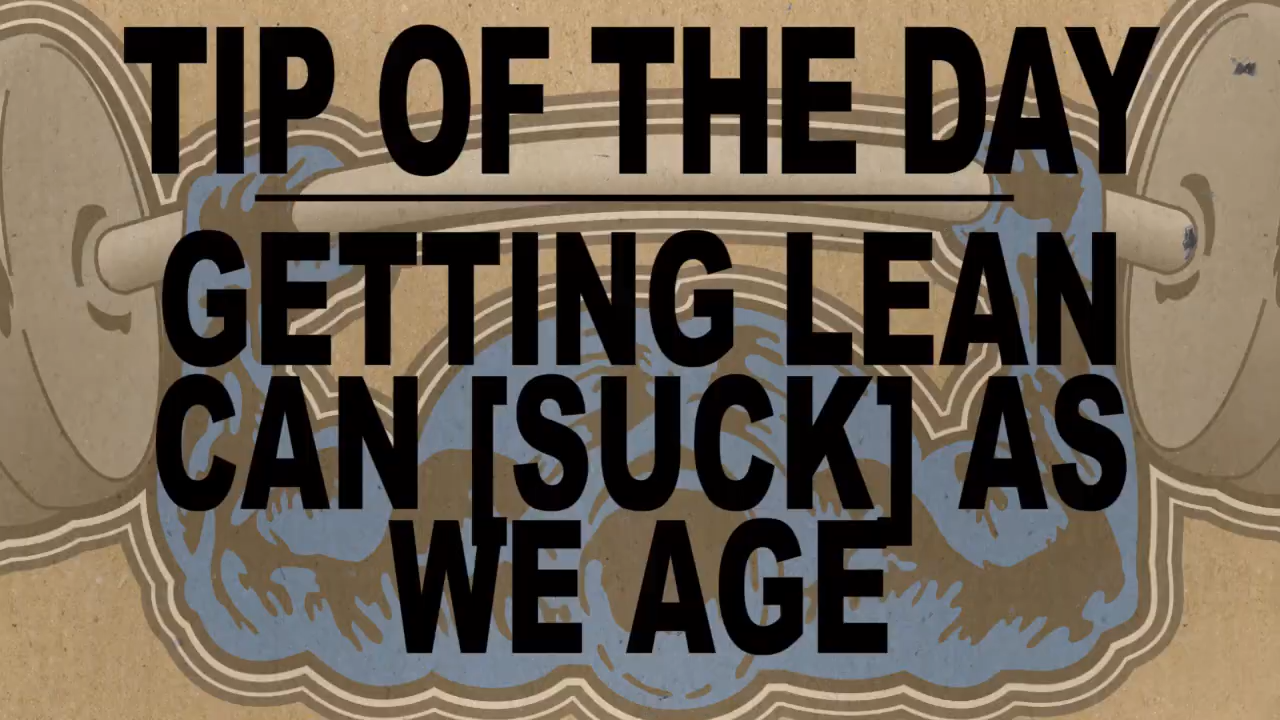 TIP OF THE DAY
GETTING LEAN
CAN [SUCK] AS
WE AGE